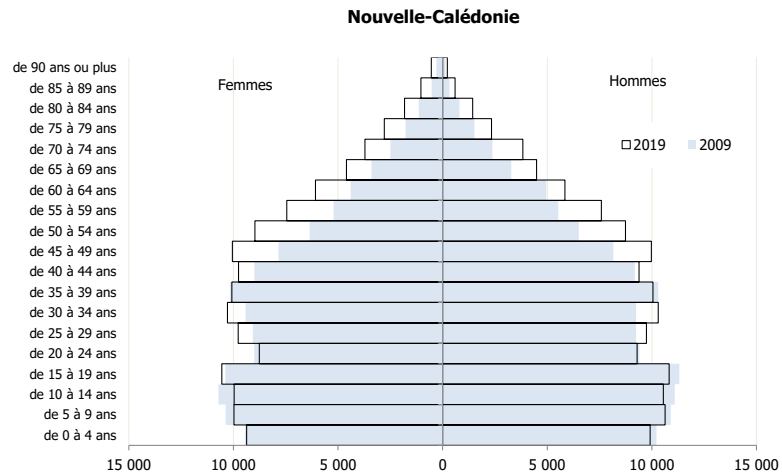 Nouvelle-Calédonie
de 90 ans ou plus
Femmes
Hommes
de 85 à 89 ans
de 80 à 84 ans
de 75 à 79 ans
2019
2009
de 70 à 74 ans
de 65 à 69 ans
de 60 à 64 ans
de 55 à 59 ans
de 50 à 54 ans
de 45 à 49 ans
de 40 à 44 ans
de 35 à 39 ans
de 30 à 34 ans
de 25 à 29 ans
de 20 à 24 ans
de 15 à 19 ans
de 10 à 14 ans
de 5 à 9 ans
de 0 à 4 ans
15 000 10 000 5 000 0 5 000 10 000 15 000